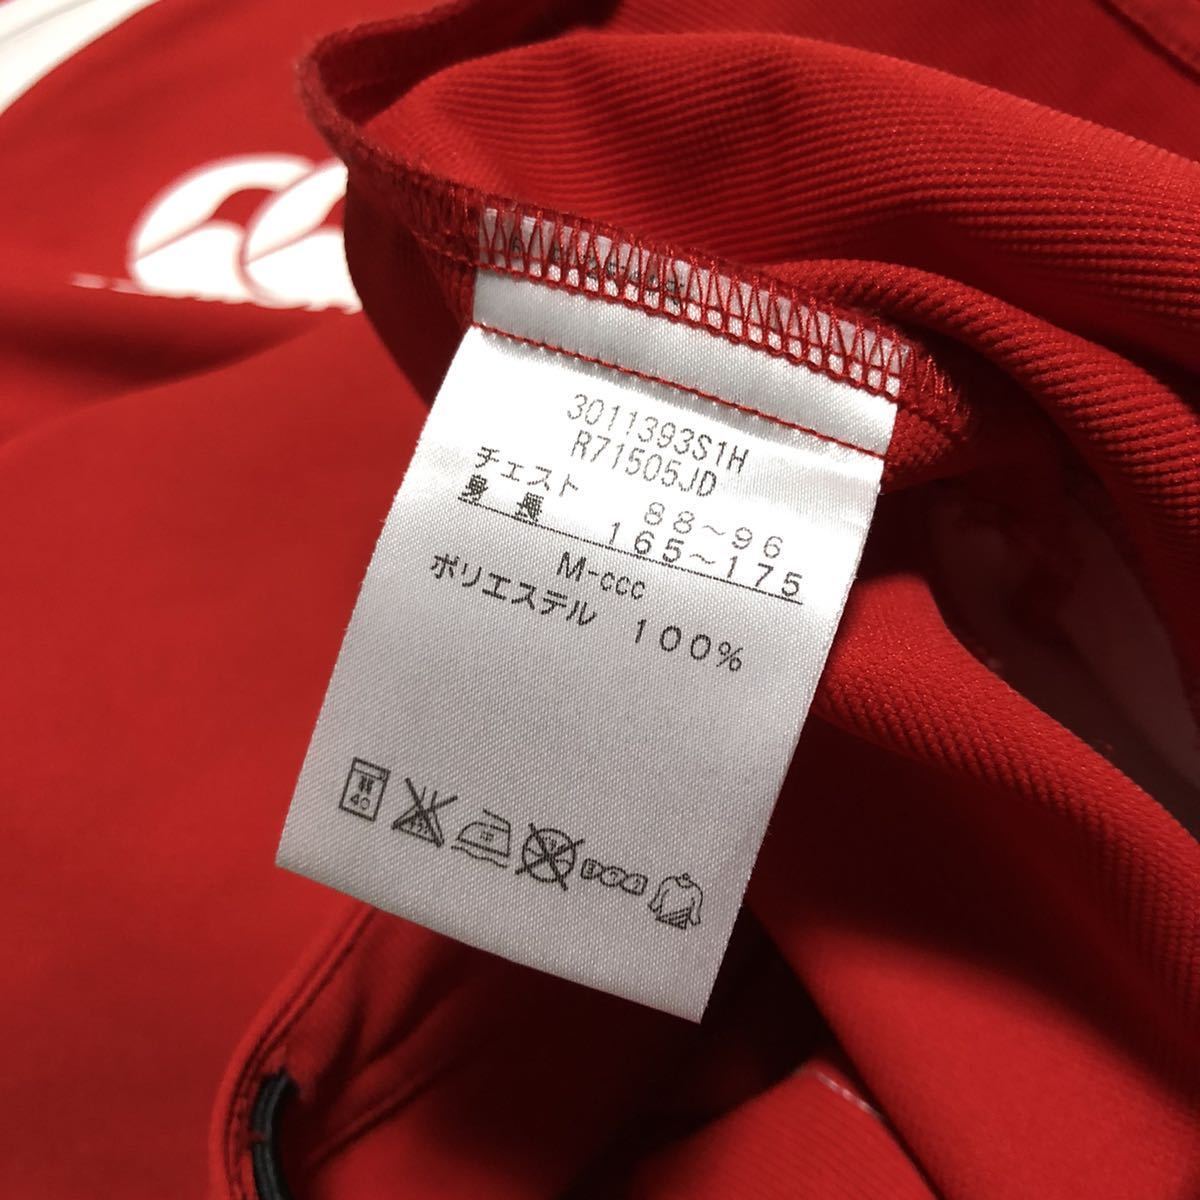 3011393S1H
R71505JD
チェスト 88~96
身長 165~175
M-ccc
ポリエステル 100%
40